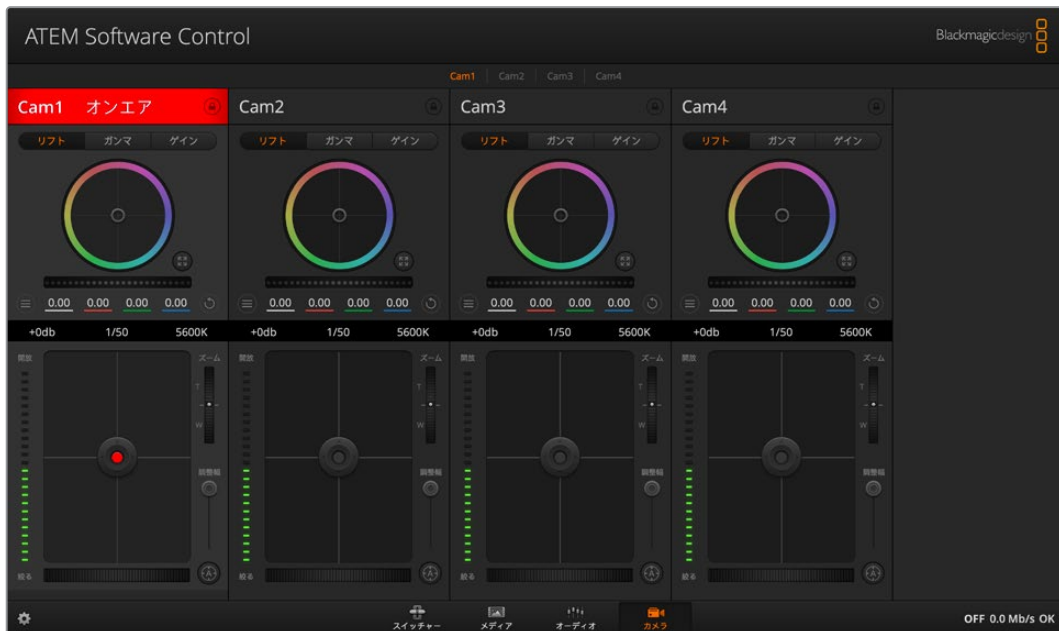 ATEM Software Control
Blackmagicdesign
Cam1 Cam2 Cam3 Cam4
Cam1 オンエア Cam2 Cam3 Cam4
リフト ガンマ ゲイン リフト ガンマ ゲイン リフト ガンマ ゲイン リフト ガンマ ゲイン
0.00 0.00 0.00 0.00 0.00 0.00 0.00 0.00 0.00 0.00 0.00 0.00 0.00 0.00 0.00 0.00
+0db 1/50 5600K +0db 1/50 5600K +0db 1/50 5600K +0db 1/50 5600K
開放 ズーム 開放 ズーム 開放 ズーム 開放 ズーム
T T T T
W W W W
調整幅 調整幅 調整幅 調整幅
絞る A 絞る A 絞る A 絞る A
スイッチャー メディア オーディオ カメラ
OFF 0.0 Mb/s OK